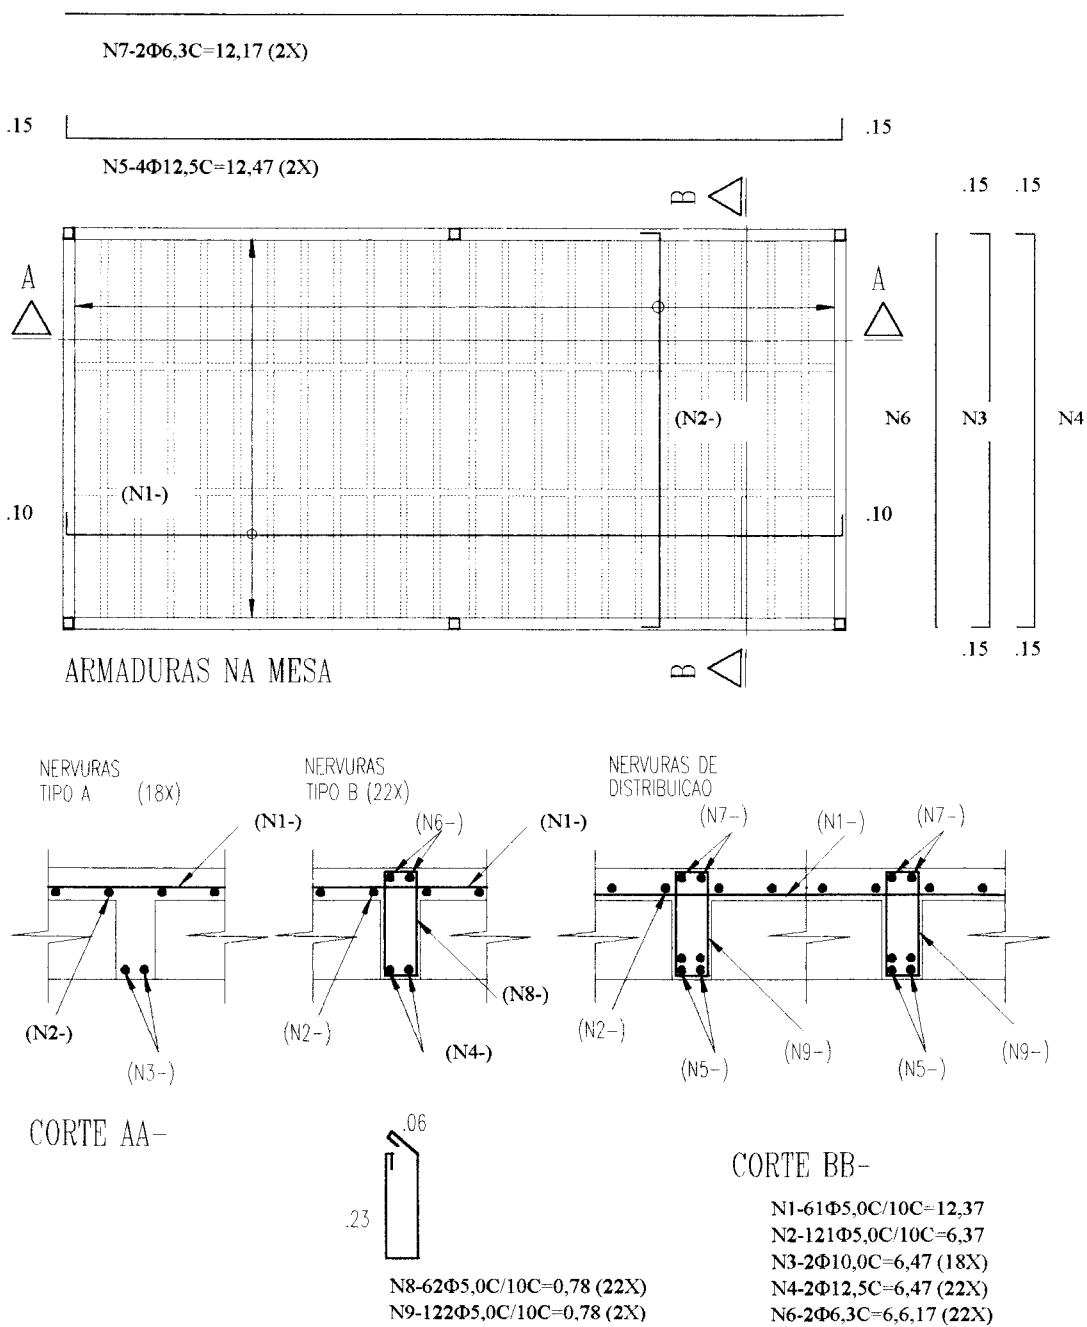 N7-2Φ6,3C=12,17 (2X)
.15 .15
N5-4Φ12,5C=12,47 (2X)
.15 .15
B
A A
(N2-) N6 N3 N4
(N1-)
.10 .10
.15 .15
B
ARMADURAS NA MESA
NERVURAS
TIPO A (18X)
NERVURAS
TIPO B (22X)
NERVURAS DE
DISTRIBUICAO
(N1-) (N6-) (N1-) (N7-) (N1-) (N7-)
(N2-) (N3-) (N2-) (N8-) (N4-) (N2-) (N5-) (N9-) (N5-) (N9-)
CORTE AA-
.06
.23
N8-62Φ5,0C/10C=0,78 (22X)
N9-122Φ5,0C/10C=0,78 (2X)
CORTE BB-
N1-61Φ5,0C/10C=12,37
N2-121Φ5,0C/10C=6,37
N3-2Φ10,0C=6,47 (18X)
N4-2Φ12,5C=6,47 (22X)
N6-2Φ6,3C=6,6,17 (22X)